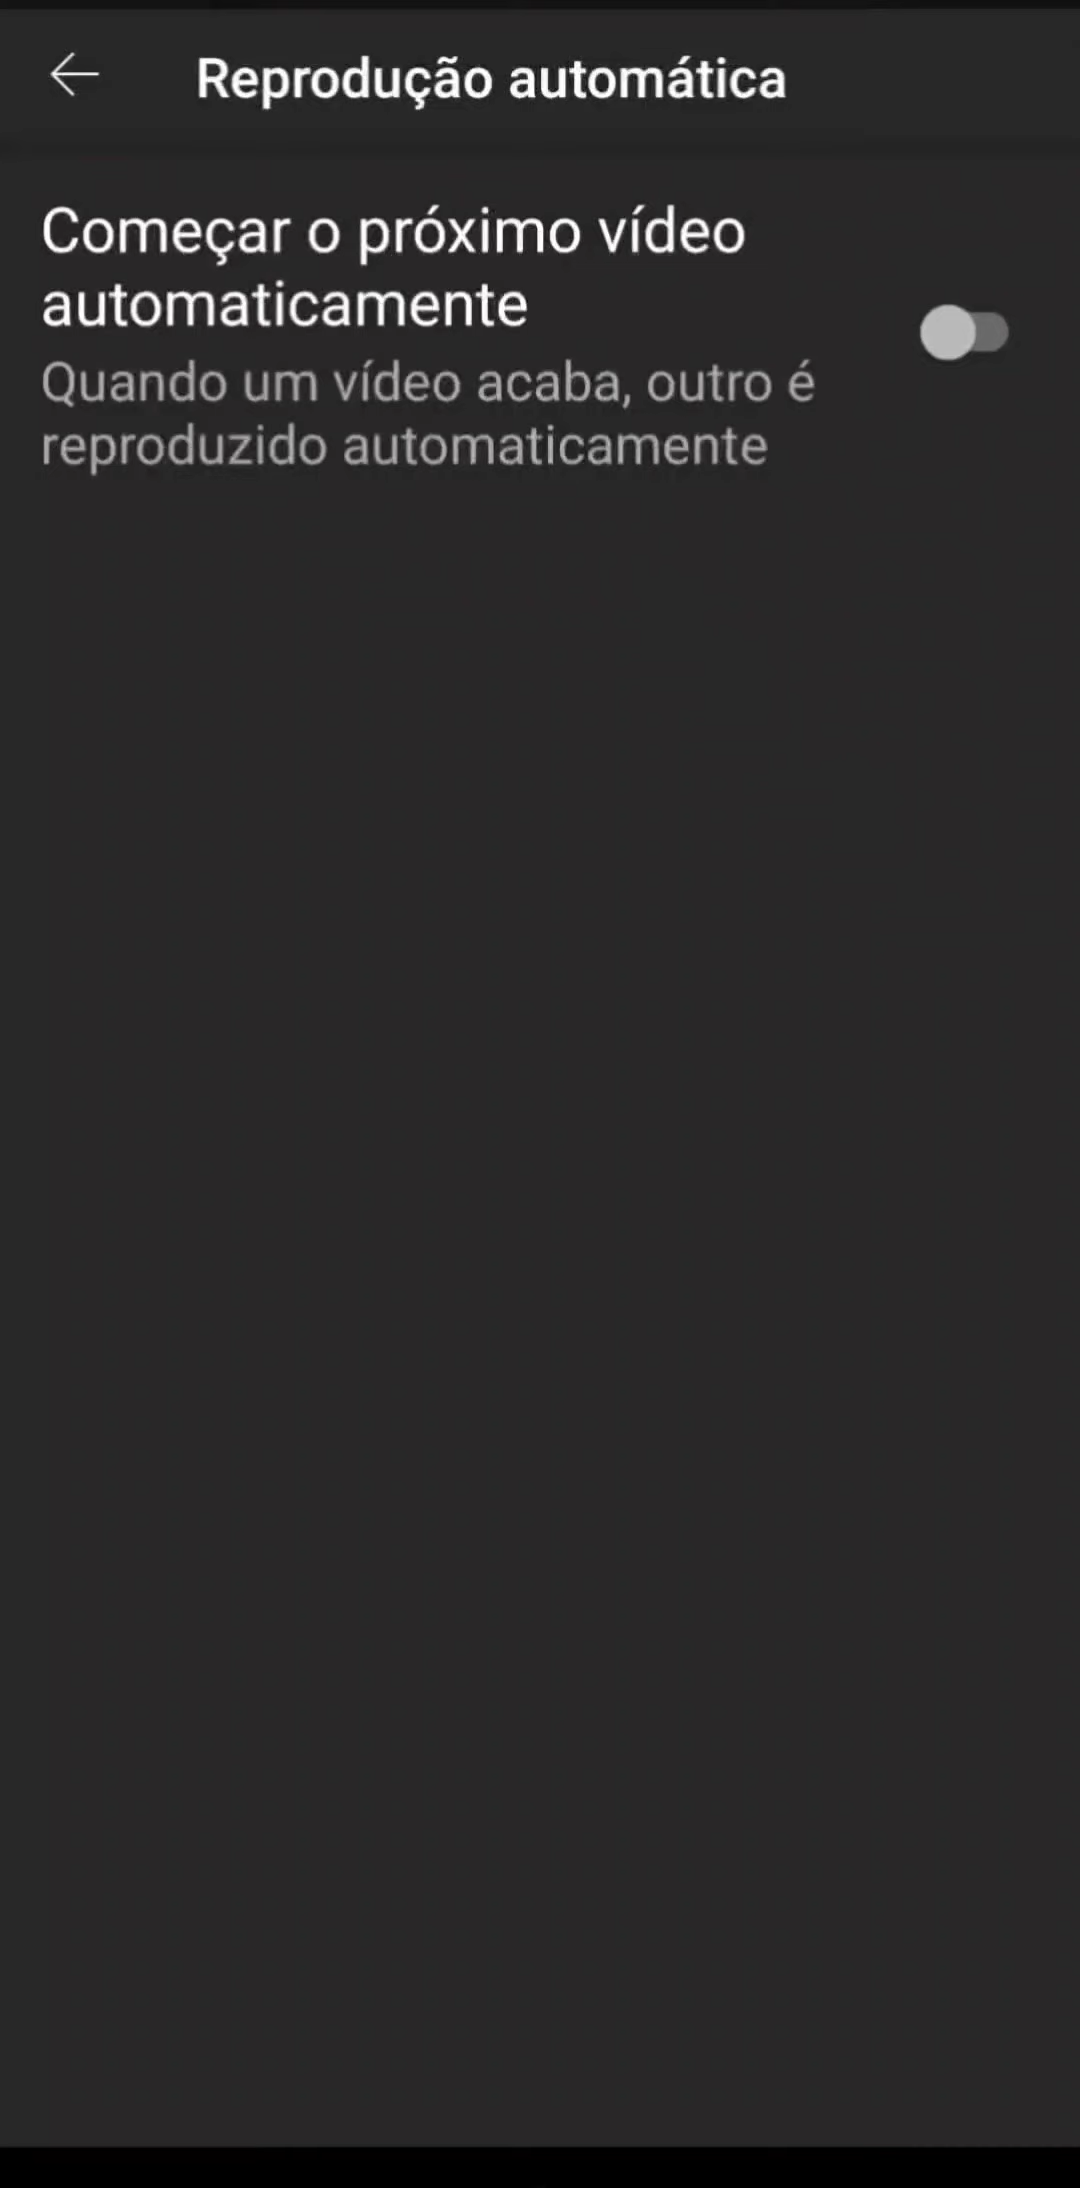 Reprodução automática
Começar o próximo vídeo
automaticamente
Quando um vídeo acaba, outro é
reproduzido automaticamente